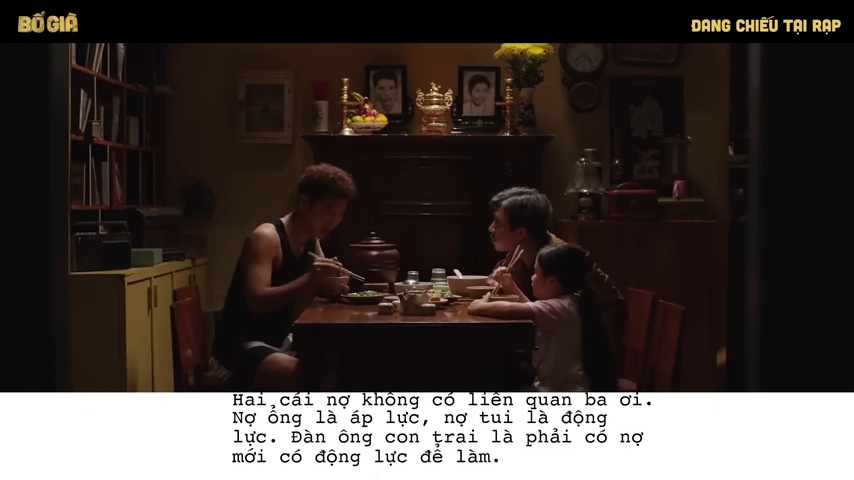 BỐ GIÀ
ĐANG CHIẾU TẠI RẠP
Hai cái nợ không có liên quan ba ơi.
Nợ ổng là áp lực, nợ tui là động
lực. Đàn ông con trai là phải có nợ
mới có động lực để làm.